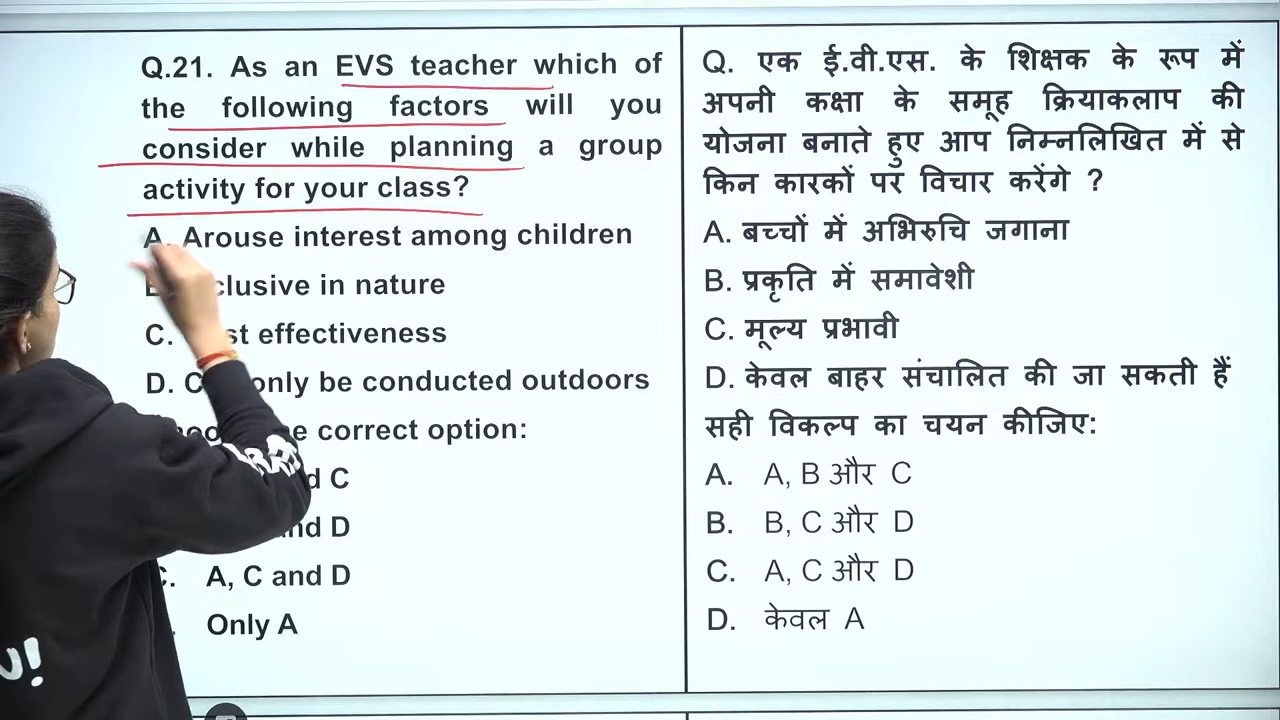 Q.21. As an EVS teacher which of
the following factors will you
consider while planning a group
activity for your class?
A. Arouse interest among children
in nature
C. effectiveness
D. only be conducted outdoors
correct option:
C
and D
C. A, C and D
Only A
Q. एक ई.वी.एस. के शिक्षक के रूप में
अपनी कक्षा के समूह क्रियाकलाप की
योजना बनाते हुए आप निम्नलिखित में से
किन कारकों पर विचार करेंगे ?
A. बच्चों में अभिरुचि जगाना
B. प्रकृति में समावेशी
C. मूल्य प्रभावी
D. केवल बाहर संचालित की जा सकती हैं
सही विकल्प का चयन कीजिए:
A. A, B और C
B. B, C और D
C. A, C और D
D. केवल A